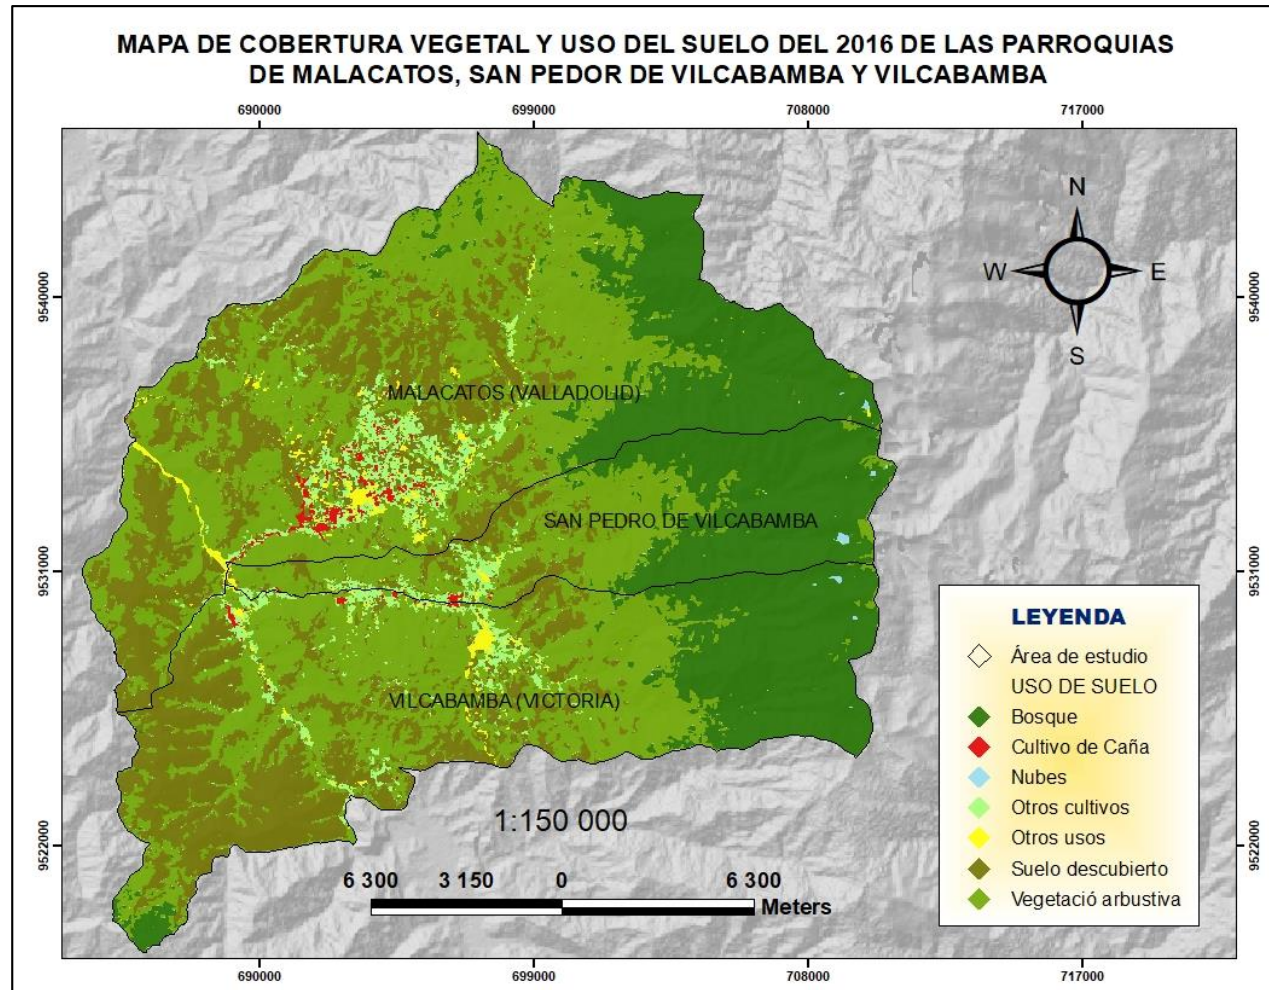 MAPA DE COBERTURA VEGETAL Y USO DEL SUELO DEL 2016 DE LAS PARROQUIAS
DE MALACATOS, SAN PEDOR DE VILCABAMBA Y VILCABAMBA
690000 699000 708000 717000
N
W E
S
9540000 9540000
MALACATOS (VALLADOLID)
SAN PEDRO DE VILCABAMBA
9531000 9531000
VILCABAMBA (VICTORIA)
LEYENDA
Área de estudio
USO DE SUELO
Bosque
Cultivo de Caña
Nubes
Otros cultivos
Otros usos
Suelo descubierto
Vegetació arbustiva
1:150 000
9522000 9522000
6 300 3 150 0 6 300
Meters
690000 699000 708000 717000